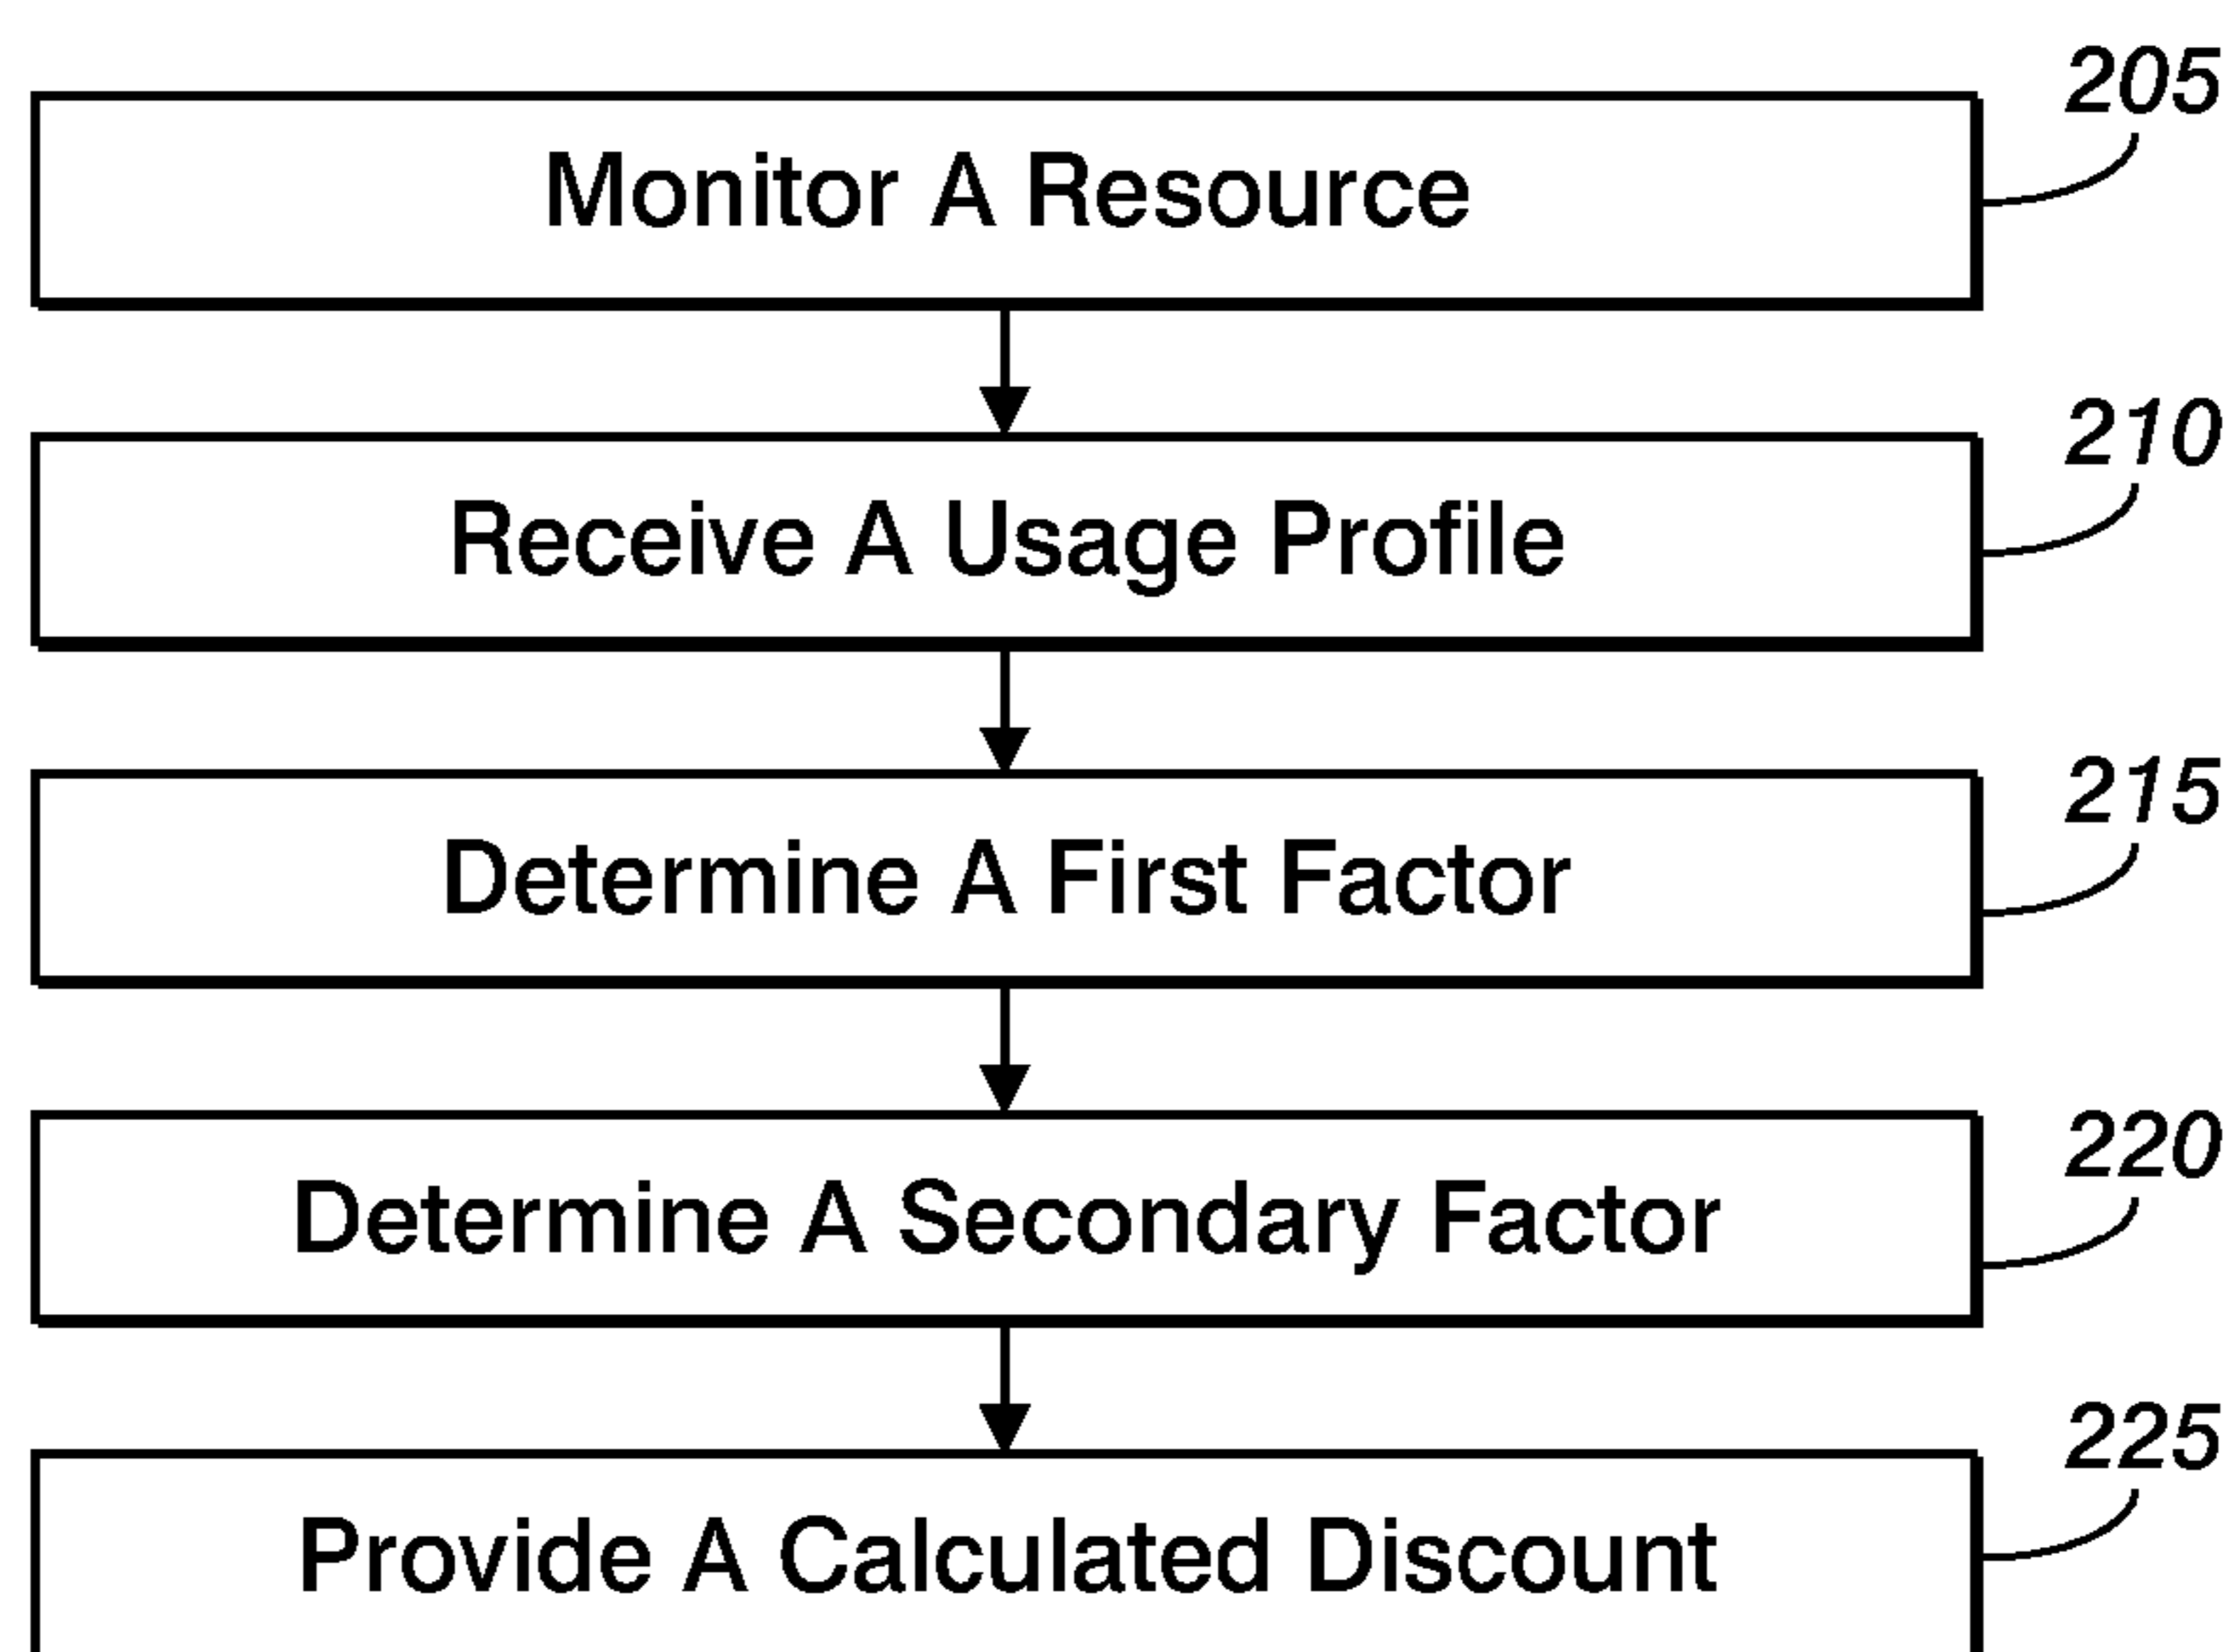 205
Monitor A Resource
210
Receive A Usage Profile
215
Determine A First Factor
220
Determine A Secondary Factor
225
Provide A Calculated Discount